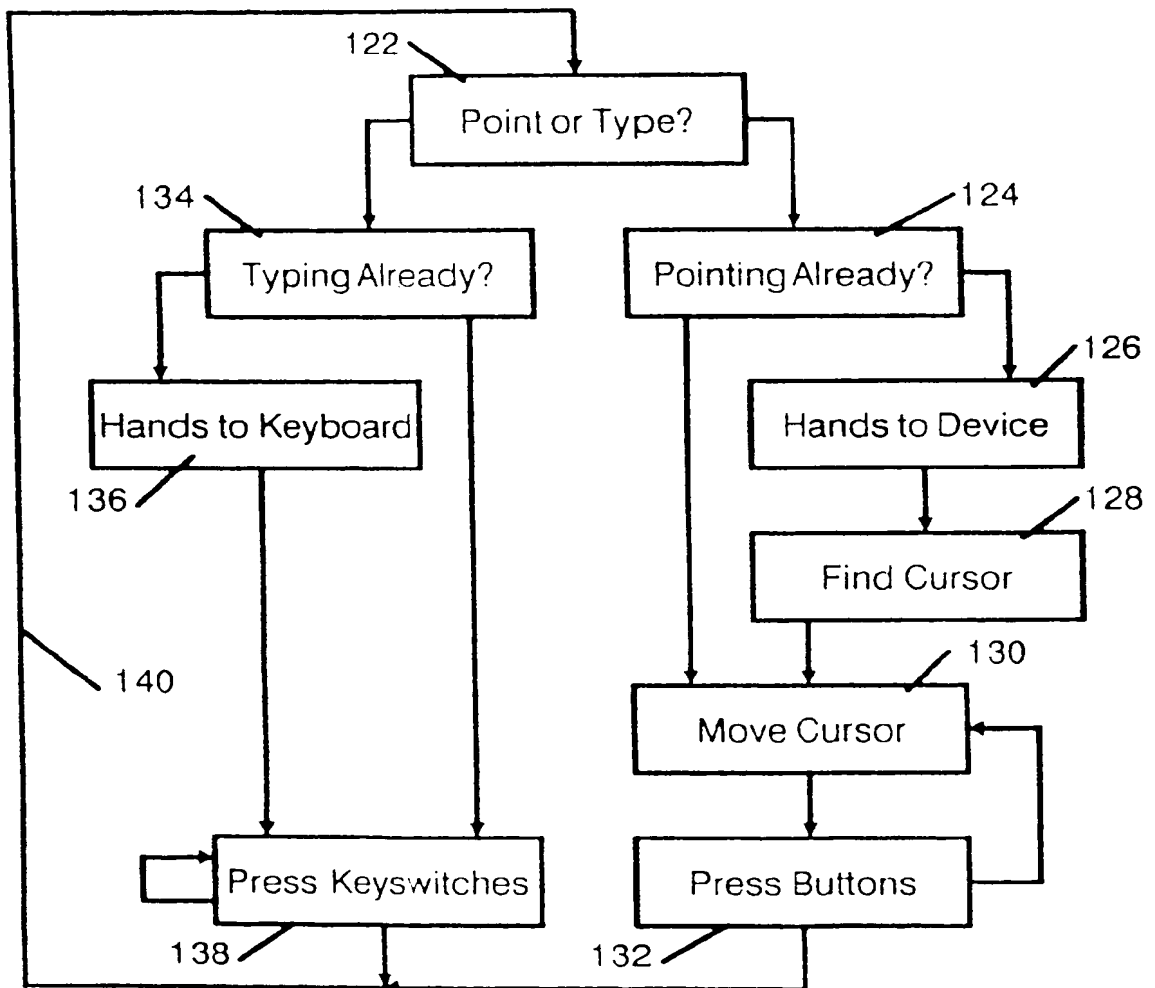 122
Point or Type?
134
124
Typing Already?
Pointing Already?
126
Hands to Keyboard
Hands to Device
136
128
Find Cursor
140
130
Move Cursor
Press Keyswitches
Press Buttons
138
132